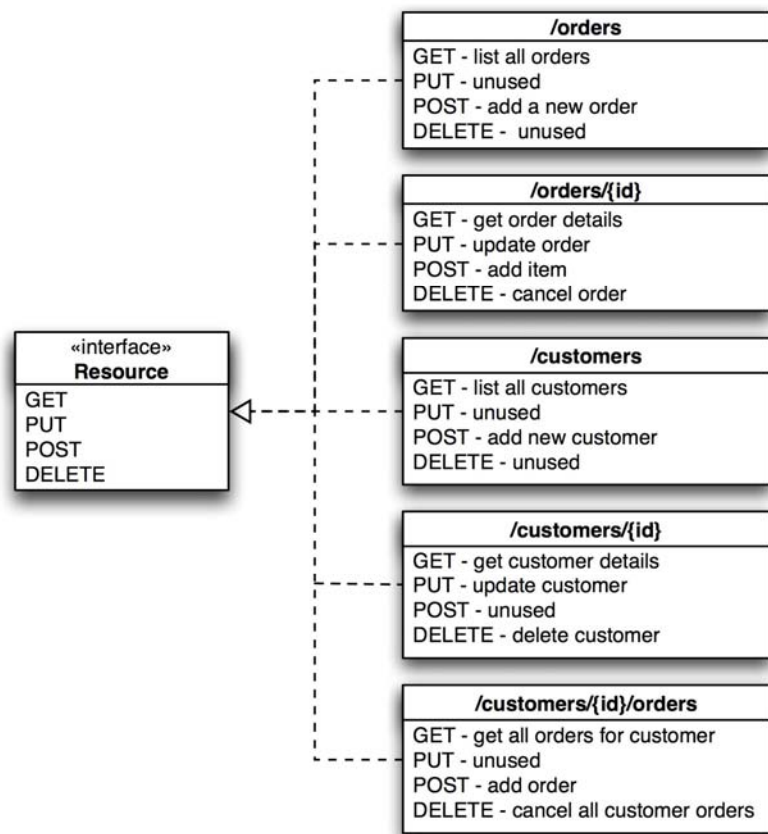 /orders
GET - list all orders
PUT - unused
POST - add a new order
DELETE -  unused
/orders/{id}
GET - get order details
PUT - update order
POST - add item
DELETE - cancel order
«interface»
Resource
GET
PUT
POST
DELETE
/customers
GET - list all customers
PUT - unused
POST - add new customer
DELETE - unused
/customers/{id}
GET - get customer details
PUT - update customer
POST - unused
DELETE - delete customer
/customers/{id}/orders
GET - get all orders for customer
PUT - unused
POST - add order
DELETE - cancel all customer orders